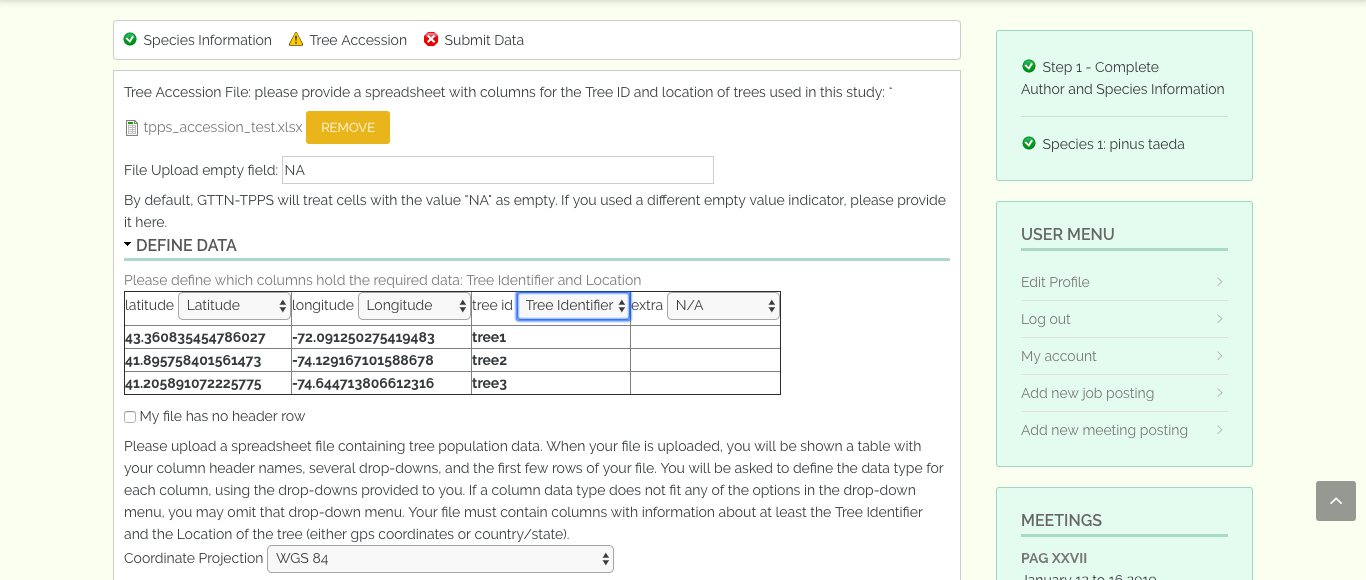 Species Information Tree Accession Submit Data
Tree Accession File: please provide a spreadsheet with columns for the Tree ID and location of trees used in this study: *
tpps_accession_test.xlsx REMOVE
File Upload empty field: NA
By default, GTTN-TPPS will treat cells with the value "NA" as empty. If you used a different empty value indicator, please provide
it here.
DEFINE DATA
Please define which columns hold the required data: Tree Identifier and Location
latitude Latitude longitude Longitude tree id Tree Identifier extra N/A
43.360835454786027 -72.091250275419483 tree1
41.895758401561473 -74.129167101588678 tree2
41.205891072225775 -74.644713806612316 tree3
My file has no header row
Please upload a spreadsheet file containing tree population data. When your file is uploaded, you will be shown a table with
your column header names, several drop-downs, and the first few rows of your file. You will be asked to define the data type for
each column, using the drop-downs provided to you. If a column data type does not fit any of the options in the drop-down
menu, you may omit that drop-down menu. Your file must contain columns with information about at least the Tree Identifier
and the Location of the tree (either gps coordinates or country/state).
Coordinate Projection WGS 84
Step 1 - Complete
Author and Species Information
Species 1: pinus taeda
USER MENU
Edit Profile
Log out
My account
Add new job posting
Add new meeting posting
MEETINGS
PAG XXVII
January 12 to 16 2019